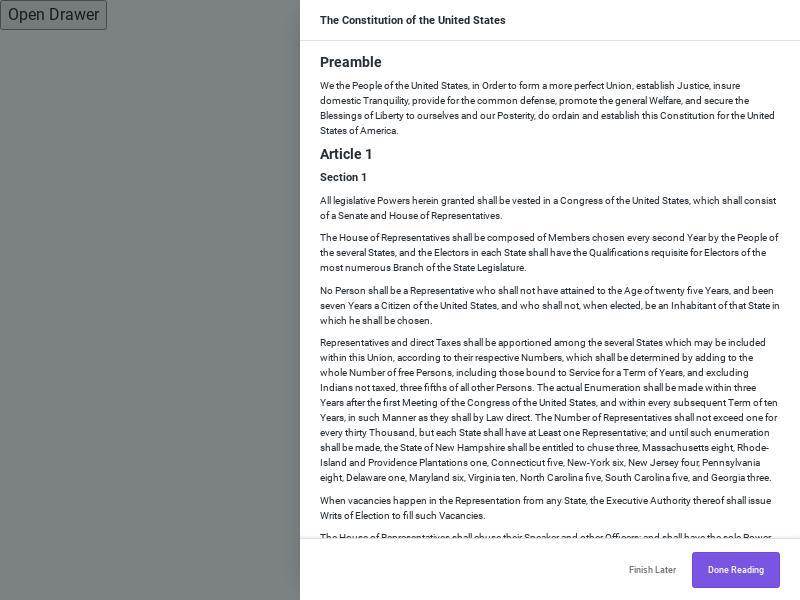 Open Drawer
The Constitution of the United States
Preamble
We the People of the United States, in Order to form a more perfect Union, establish Justice, insure
domestic Tranquility, provide for the common defense, promote the general Welfare, and secure the
Blessings of Liberty to ourselves and our Posterity, do ordain and establish this Constitution for the United
States of America.
Article 1
Section 1
All legislative Powers herein granted shall be vested in a Congress of the United States, which shall consist
of a Senate and House of Representatives.
The House of Representatives shall be composed of Members chosen every second Year by the People of
the several States, and the Electors in each State shall have the Qualifications requisite for Electors of the
most numerous Branch of the State Legislature.
No Person shall be a Representative who shall not have attained to the Age of twenty five Years, and been
seven Years a Citizen of the United States, and who shall not, when elected, be an Inhabitant of that State in
which he shall be chosen.
Representatives and direct Taxes shall be apportioned among the several States which may be included
within this Union, according to their respective Numbers, which shall be determined by adding to the
whole Number of free Persons, including those bound to Service for a Term of Years, and excluding
Indians not taxed, three fifths of all other Persons. The actual Enumeration shall be made within three
Years after the first Meeting of the Congress of the United States, and within every subsequent Term of ten
Years, in such Manner as they shall by Law direct. The Number of Representatives shall not exceed one for
every thirty Thousand, but each State shall have at Least one Representative; and until such enumeration
shall be made, the State of New Hampshire shall be entitled to chuse three, Massachusetts eight, Rhode-
Island and Providence Plantations one, Connecticut five, New-York six, New Jersey four, Pennsylvania
eight, Delaware one, Maryland six, Virginia ten, North Carolina five, South Carolina five, and Georgia three.
When vacancies happen in the Representation from any State, the Executive Authority thereof shall issue
Writs of Election to fill such Vacancies.
The House of Representatives shall chuse their Speaker and other Officers; and shall have the sole Power
Finish Later
Done Reading